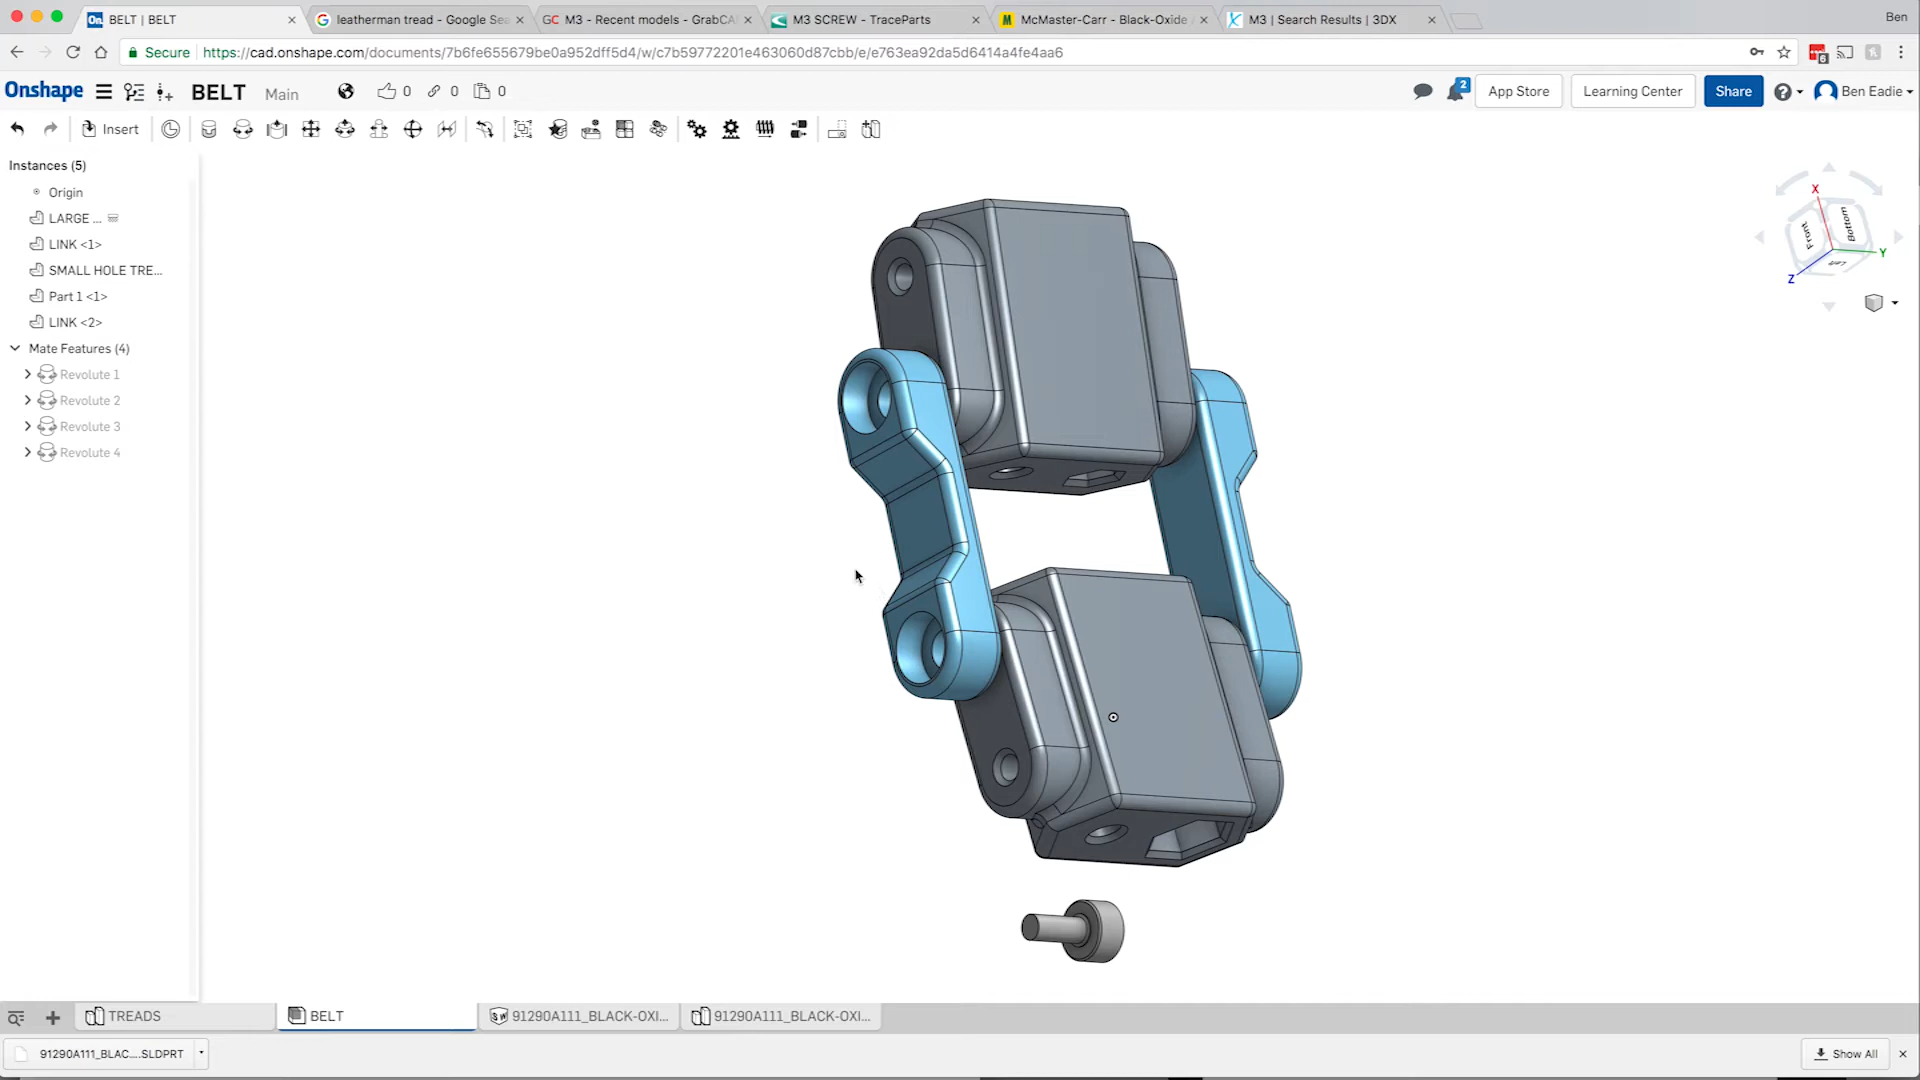 BELT | BELT
leatherman tread - Google Sea
M3 - Recent models - GrabCA
M3 SCREW - TraceParts
McMaster-Carr - Black-Oxide
M3 | Search Results | 3DX
Ben
Secure
https://cad.onshape.com/documents/7b6fe655679be0a952dff5d4/w/c7b59772201e463060d87cbb/e/e763ea92da5d6414a4fe4aa6
6
Onshape
BELT
Main
0
0
0
2
App Store
Learning Center
Share
Ben Eadie
Insert
Instances (5)
Origin
LARGE ...
LINK <1>
SMALL HOLE TRE...
Part 1 <1>
LINK <2>
Mate Features (4)
Revolute 1
Revolute 2
Revolute 3
Revolute 4
X
Front
Bottom
Left
Y
Z
TREADS
BELT
91290A111_BLACK-OXI...
91290A111_BLACK-OXI...
91290A111_BLAC....SLDPRT
Show All